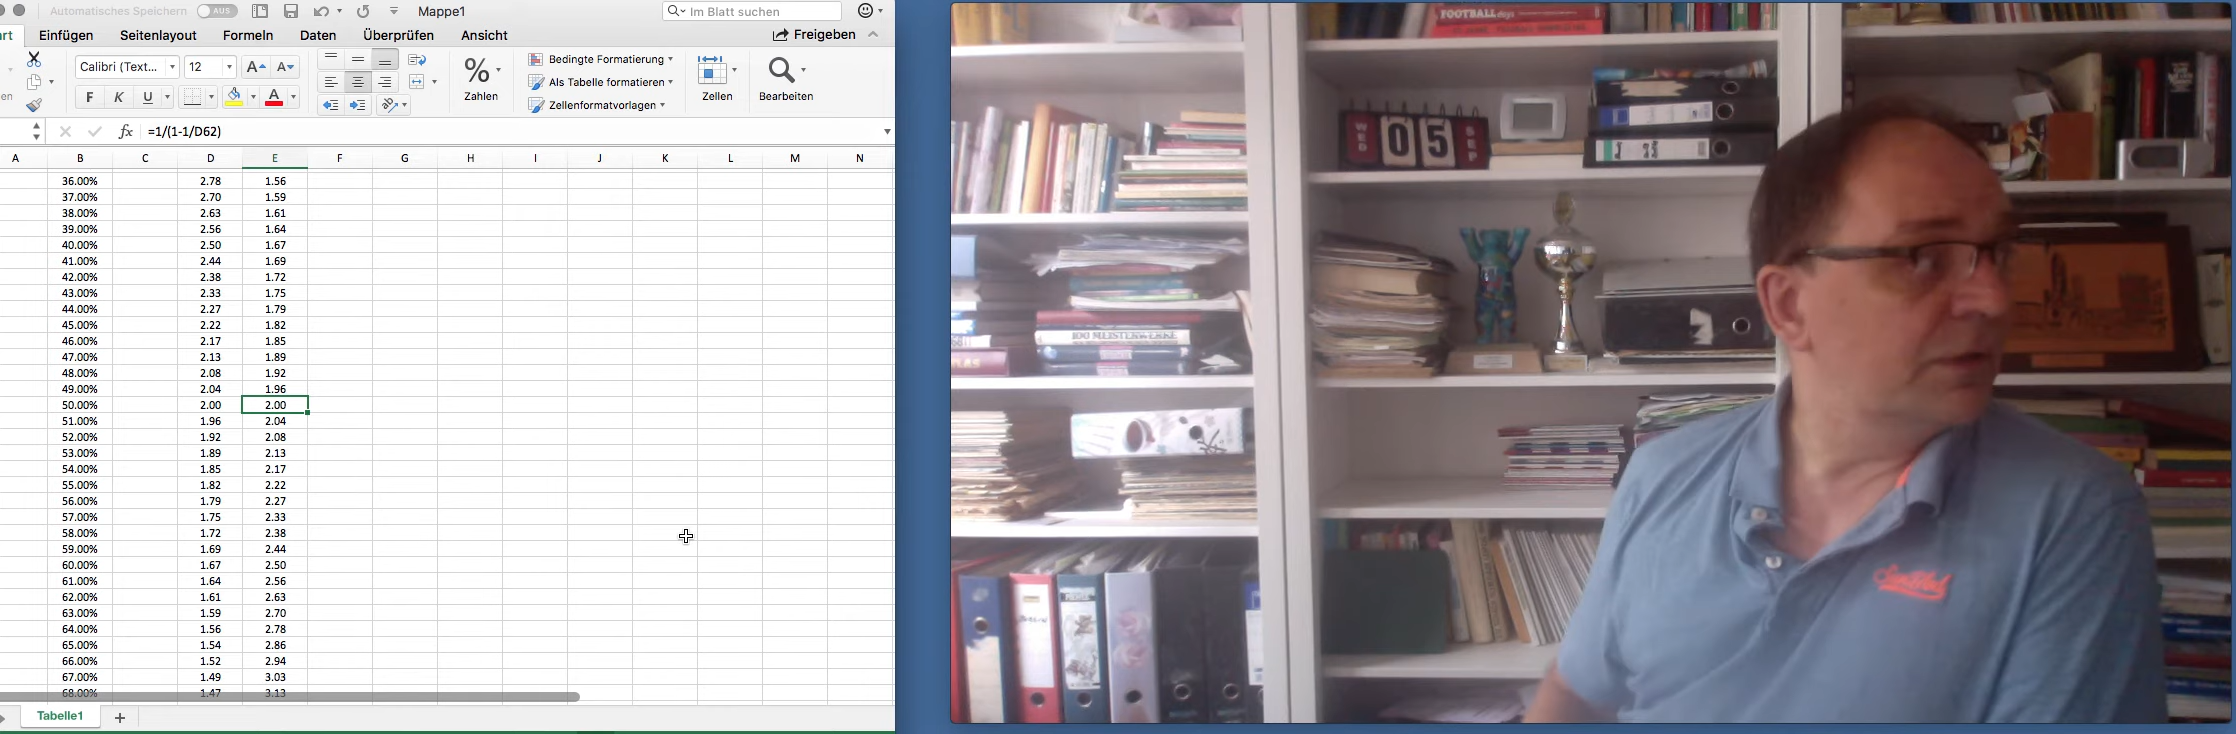 Automatisches Speichern AUS Mappe1 Im Blatt suchen
rt Einfügen Seitenlayout Formeln Daten Überprüfen Ansicht Freigeben
Calibri (Text... 12 A A % Bedingte Formatierung
Als Tabelle formatieren
en F K U A Zahlen Zellenformatvorlagen Zellen Bearbeiten
fx =1/(1-1/D62)
A B C D E F G H I J K L M N
36.00% 2.78 1.56
37.00% 2.70 1.59
38.00% 2.63 1.61
39.00% 2.56 1.64
40.00% 2.50 1.67
41.00% 2.44 1.69
42.00% 2.38 1.72
43.00% 2.33 1.75
44.00% 2.27 1.79
45.00% 2.22 1.82
46.00% 2.17 1.85
47.00% 2.13 1.89
48.00% 2.08 1.92
49.00% 2.04 1.96
50.00% 2.00 2.00
51.00% 1.96 2.04
52.00% 1.92 2.08
53.00% 1.89 2.13
54.00% 1.85 2.17
55.00% 1.82 2.22
56.00% 1.79 2.27
57.00% 1.75 2.33
58.00% 1.72 2.38
59.00% 1.69 2.44
60.00% 1.67 2.50
61.00% 1.64 2.56
62.00% 1.61 2.63
63.00% 1.59 2.70
64.00% 1.56 2.78
65.00% 1.54 2.86
66.00% 1.52 2.94
67.00% 1.49 3.03
68.00% 1.47 3.13
Tabelle1
FOOTBALL
WED 05 SEP
100 MEISTERWERKE